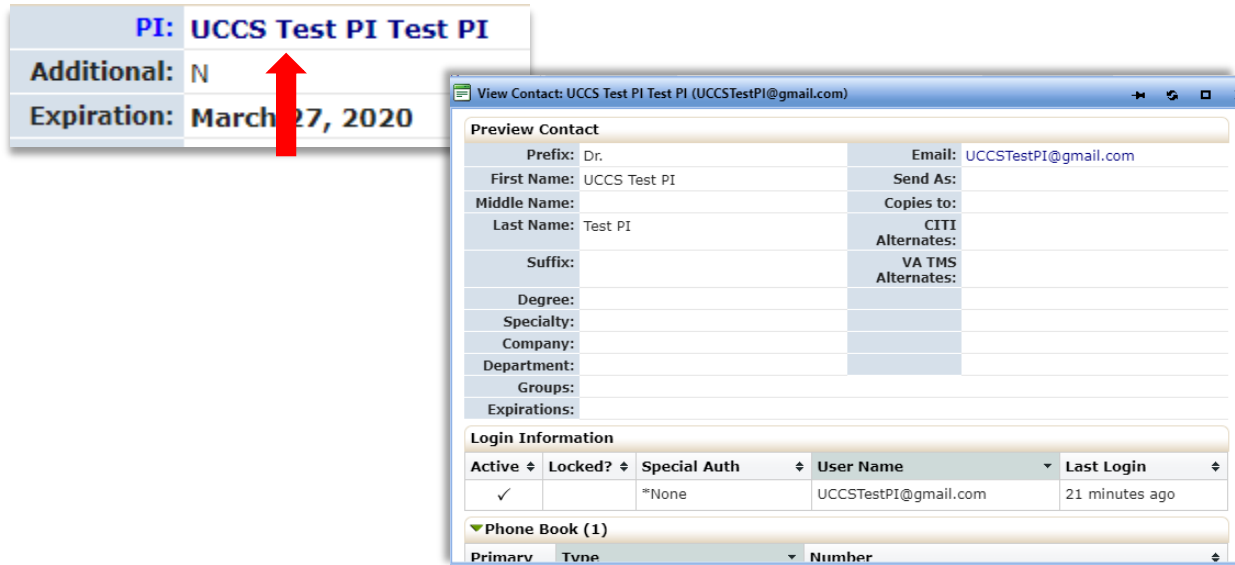 PI: UCCS Test PI Test PI
Additional: N
Expiration: March 27, 2020
View Contact: UCCS Test PI Test PI (UCCSTestPI@gmail.com)
Preview Contact
Prefix: Dr. Email: UCCSTestPI@gmail.com
First Name: UCCS Test PI Send As:
Middle Name: Copies to:
Last Name: Test PI CITI
Alternates:
Suffix: VA TMS
Alternates:
Degree:
Specialty:
Company:
Department:
Groups:
Expirations:
Login Information
Active Locked? Special Auth User Name Last Login
✓ *None UCCSTestPI@gmail.com 21 minutes ago
Phone Book (1)
Primary Type Number